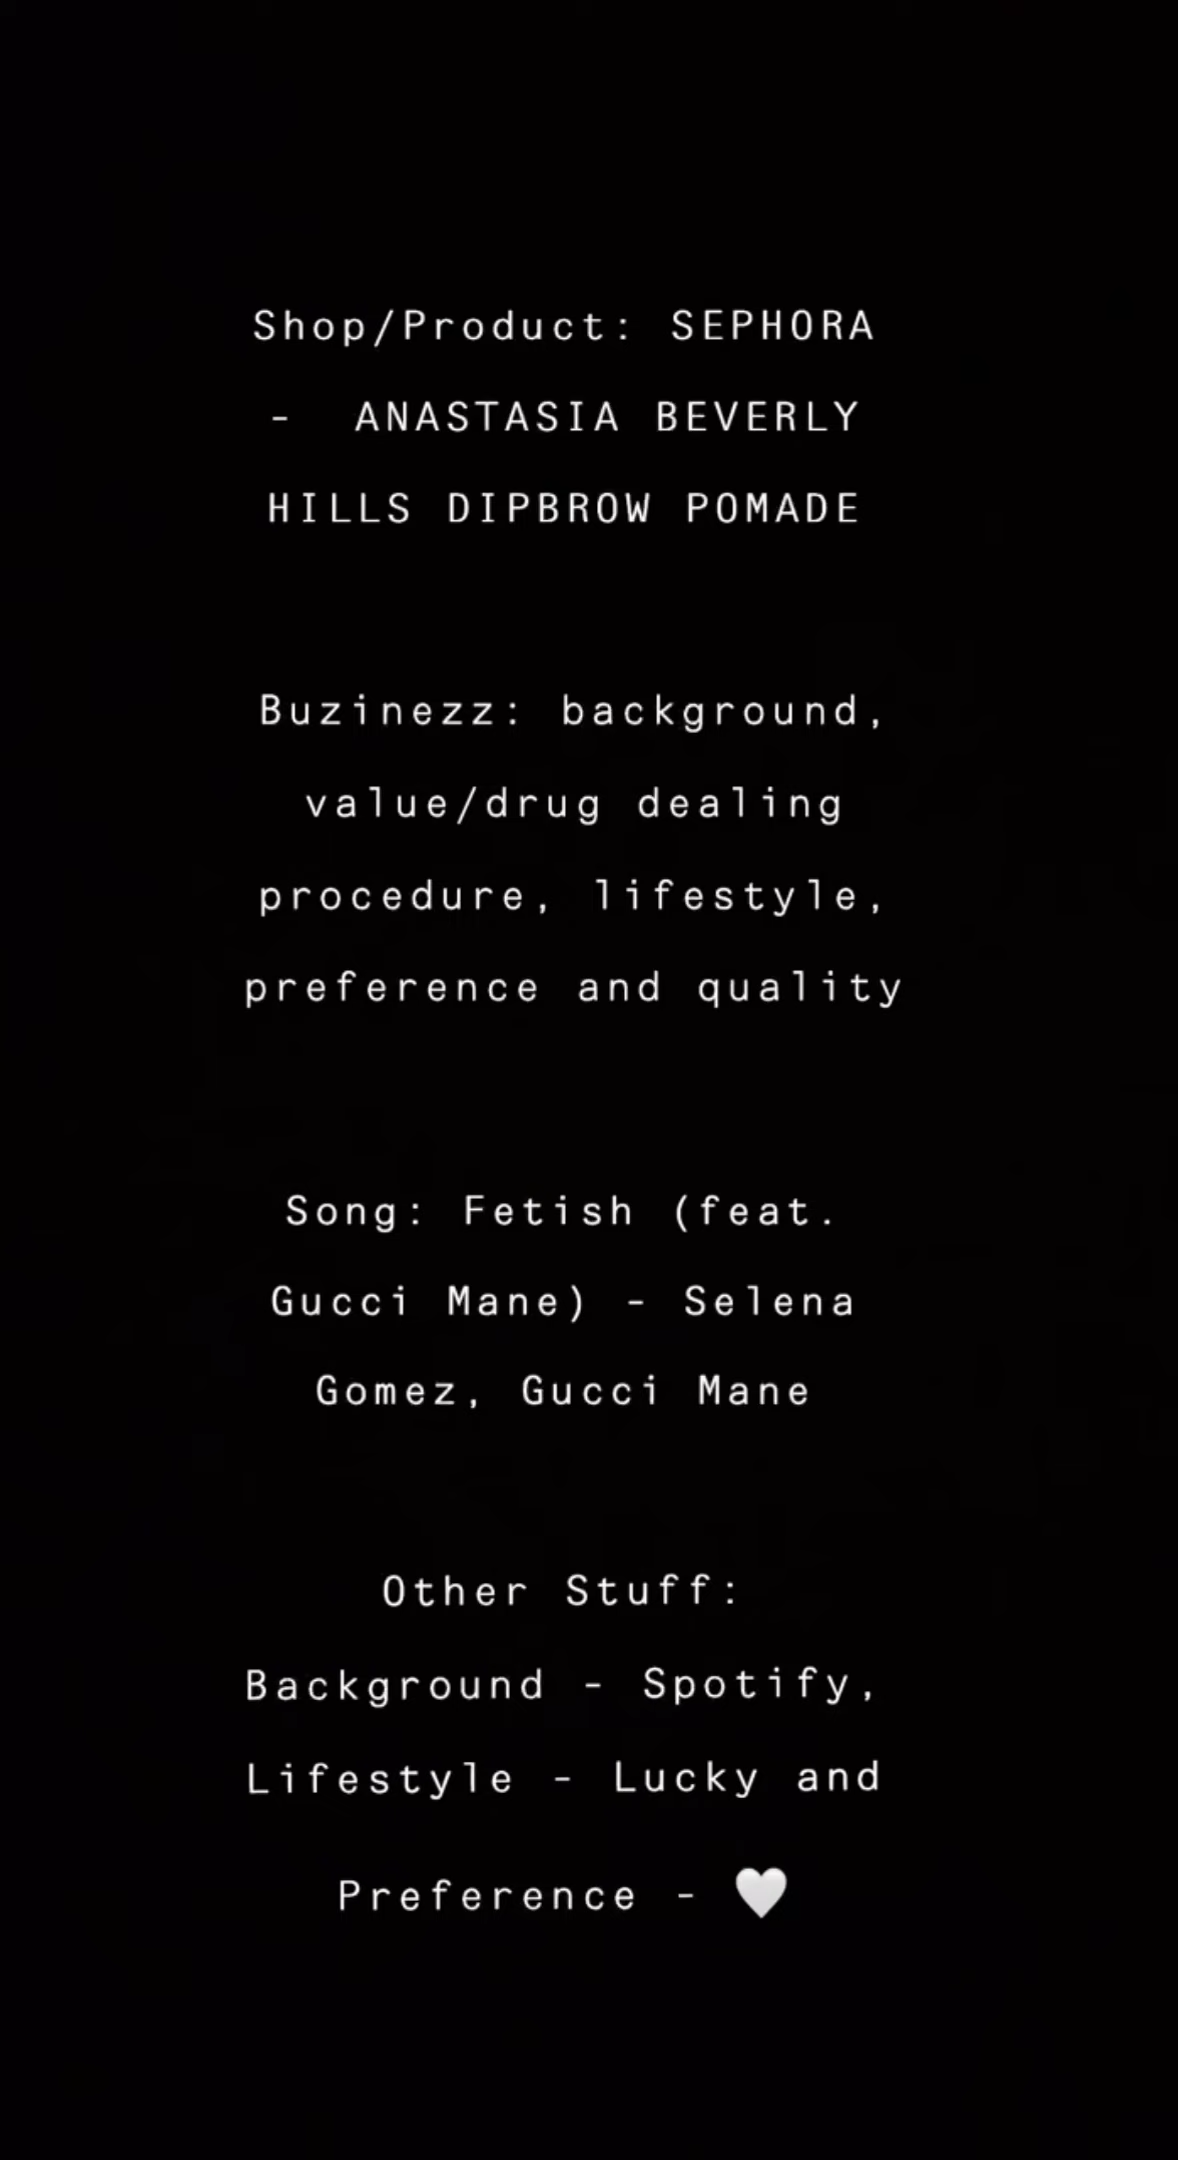 Shop/Product: SEPHORA
- ANASTASIA BEVERLY
HILLS DIPBROW POMADE
Buzinezz: background,
value/drug dealing
procedure, lifestyle,
preference and quality
Song: Fetish (feat.
Gucci Mane) - Selena
Gomez, Gucci Mane
Other Stuff:
Background - Spotify,
Lifestyle - Lucky and
Preference - 🤍